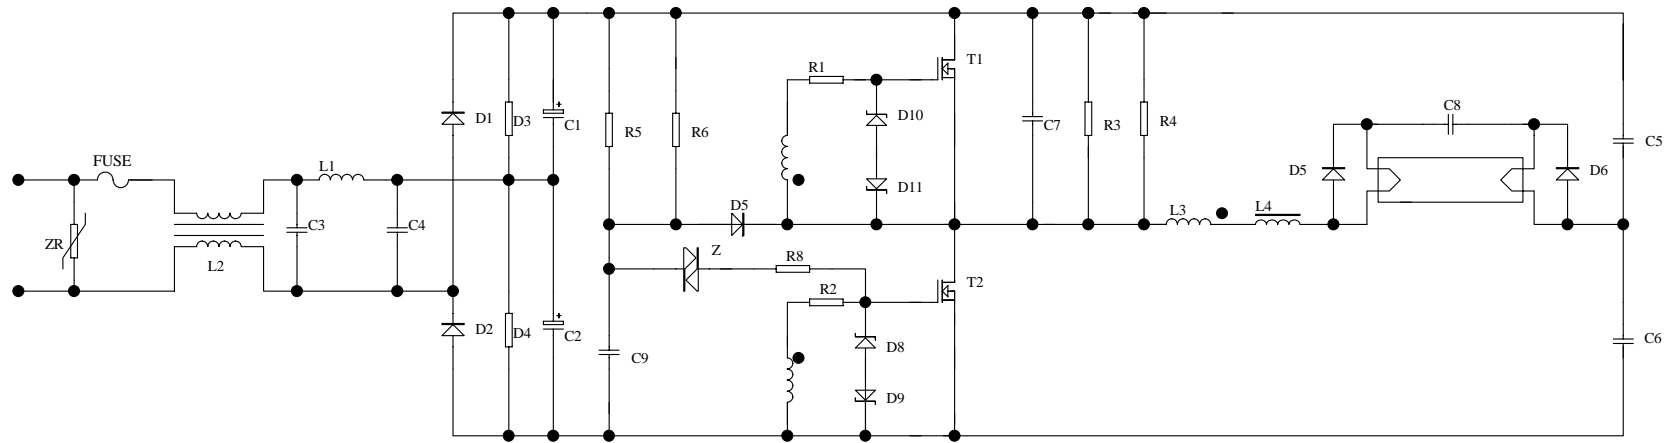 FUSE
ZR
L2
L1
C3
C4
D1
D2
D3
D4
+
C1
+
C2
R5
R6
C9
D5
Z
R8
R1
R2
D10
D11
D8
D9
T1
T2
C7
R3
R4
L3
L4
D5
C8
D6
C5
C6